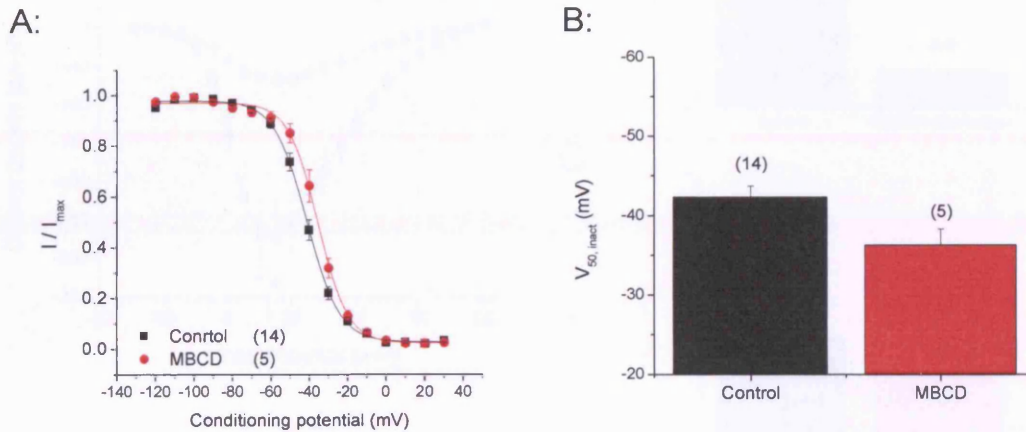 A:
1.0
0.8
0.6
0.4
0.2
0.0
I / Imax
Conrtol (14)
MBCD (5)
-140 -120 -100 -80 -60 -40 -20 0 20 40
Conditioning potential (mV)
B:
-60
-50
-40
-30
-20
V50, inact (mV)
(14)
(5)
Control
MBCD